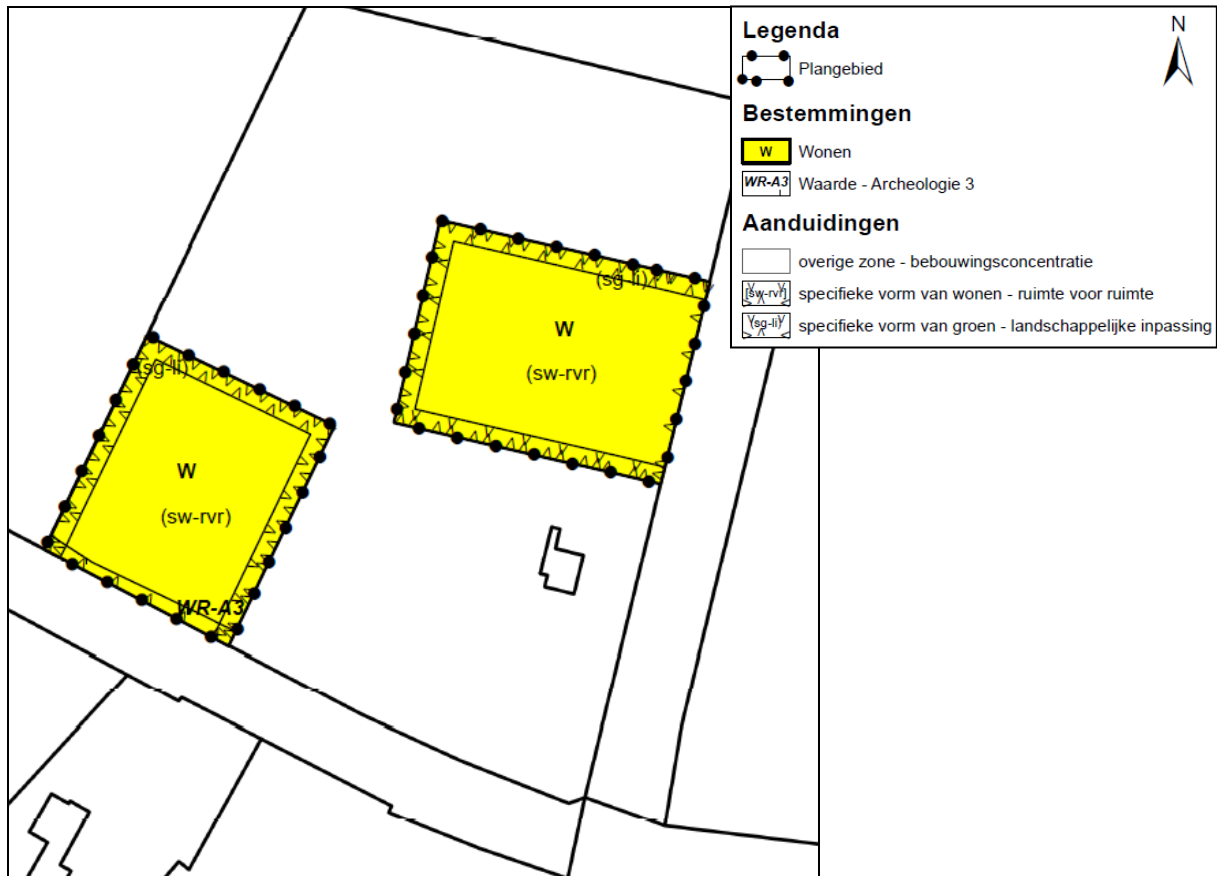 Legenda
N
Plangebied
Bestemmingen
W Wonen
WR-A3 Waarde - Archeologie 3
Aanduidingen
overige zone - bebouwingsconcentratie
[sw-rvr] specifieke vorm van wonen - ruimte voor ruimte
(sg-li) specifieke vorm van groen - landschappelijke inpassing
(sg-li)
W
(sw-rvr)
(sg-li)
W
(sw-rvr)
WR-A3